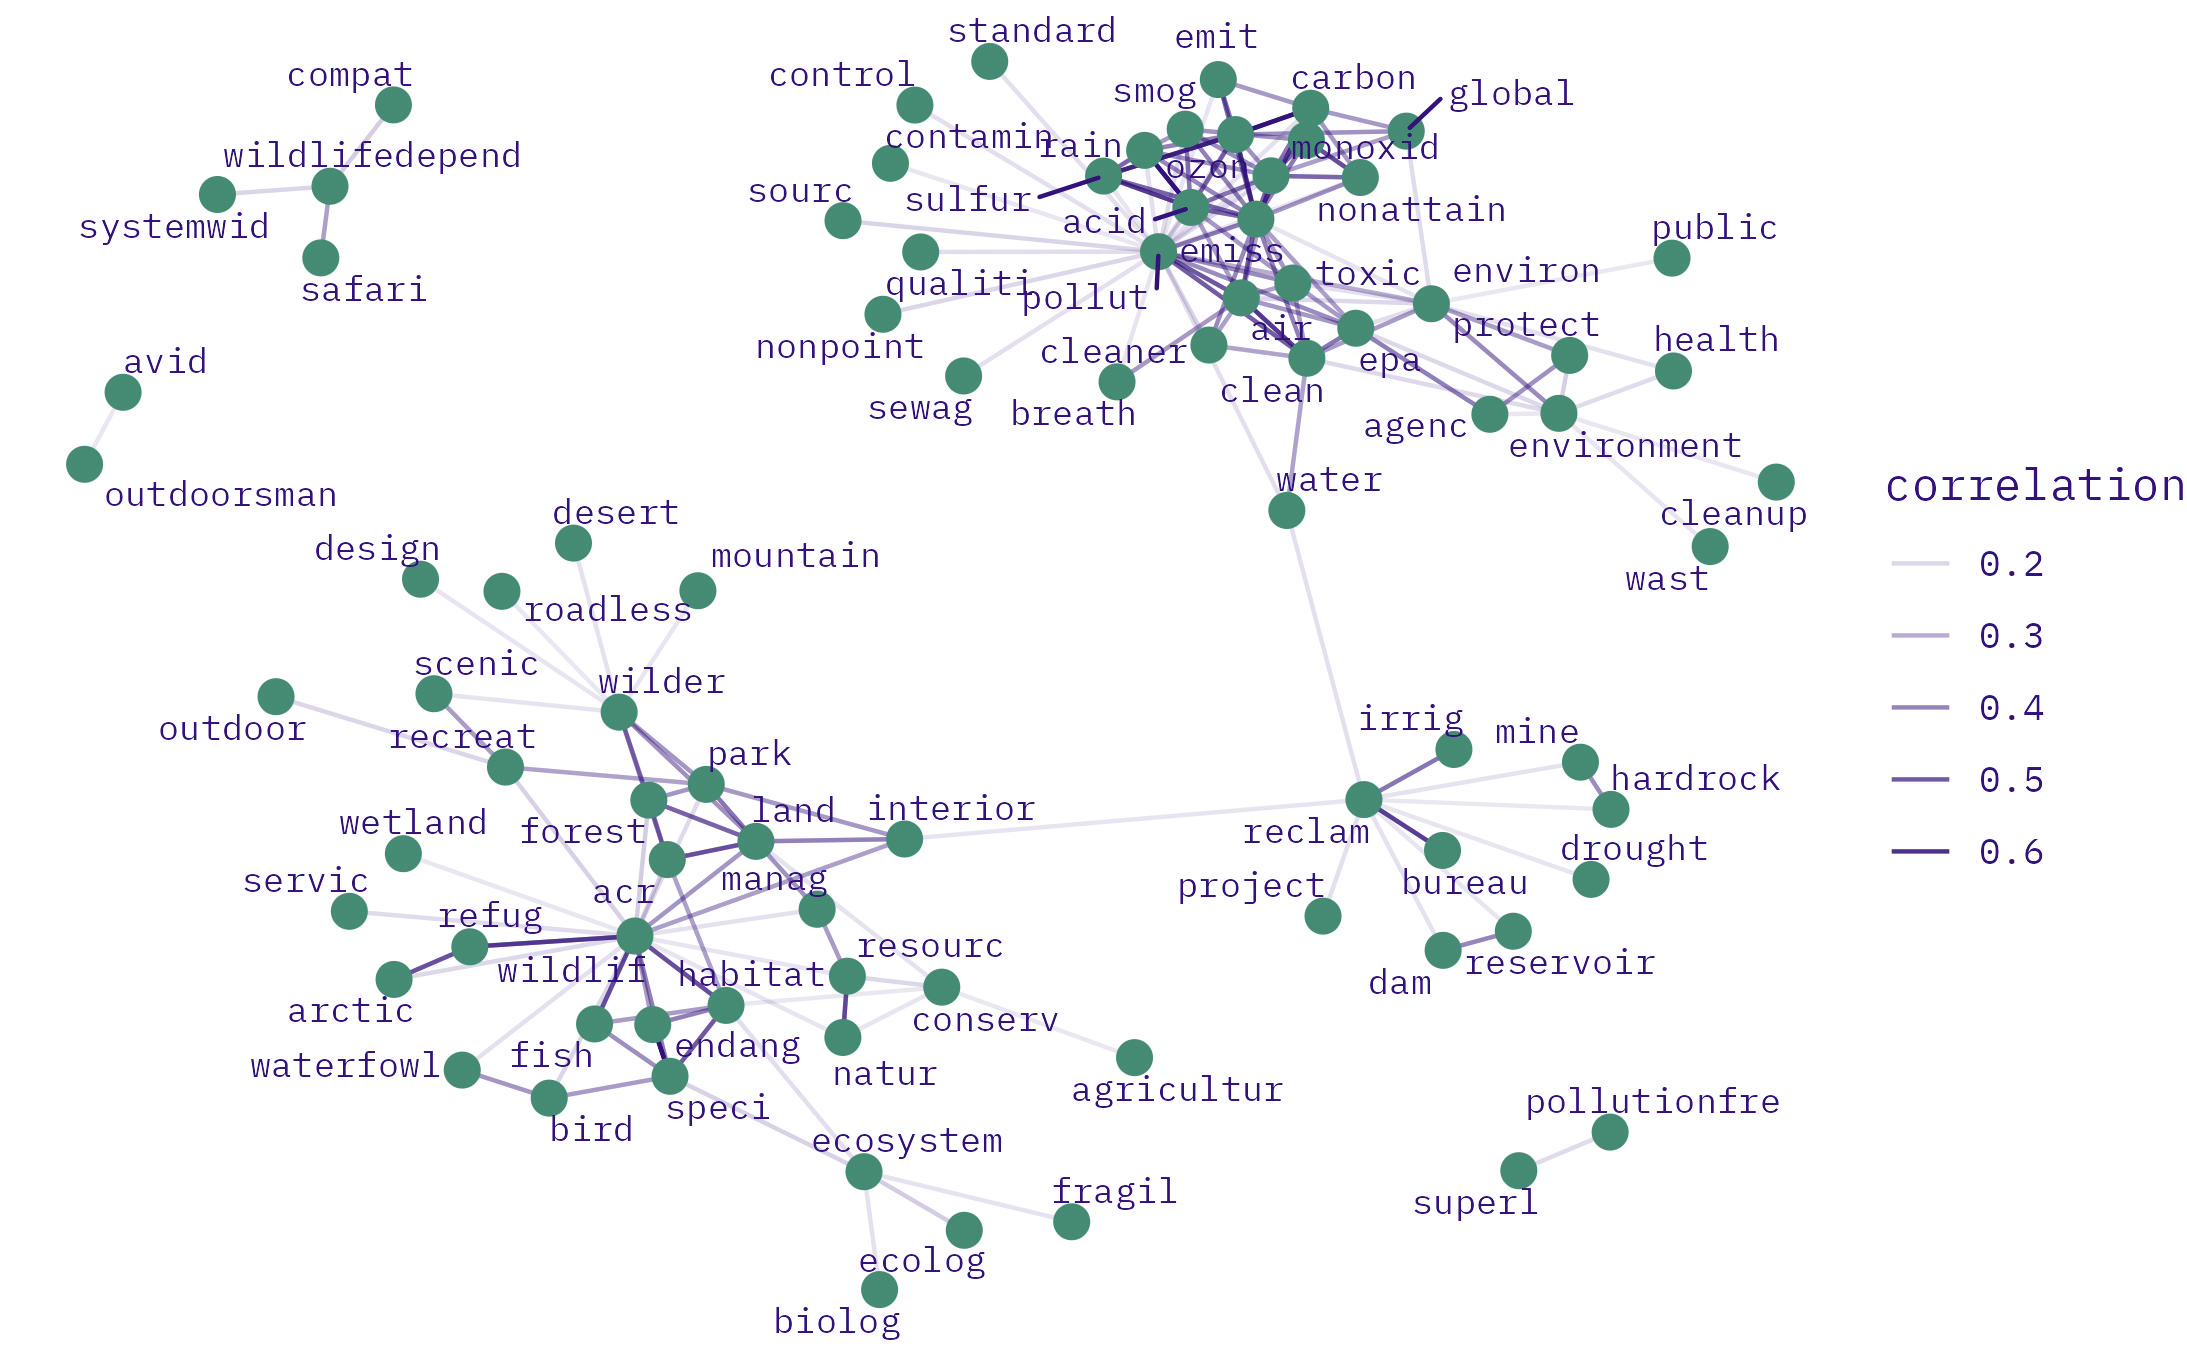 standard
emit
compat
control
carbon
smog
global
contamin
rain
monoxid
wildlifedepend
ozon
sourc
sulfur
acid
nonattain
systemwid
public
emiss
toxic
environ
safari
qualiti
pollut
air
protect
nonpoint
cleaner
epa
health
avid
clean
sewag
breath
agenc
environment
outdoorsman
water
correlation
desert
cleanup
design
mountain
0.2
wast
roadless
0.3
scenic
wilder
0.4
outdoor
recreat
irrig
mine
park
hardrock
0.5
land
interior
wetland
forest
reclam
drought
0.6
servic
acr
manag
project
bureau
refug
resourc
wildlif
habitat
reservoir
dam
arctic
conserv
fish
endang
waterfowl
natur
agricultur
speci
pollutionfre
bird
ecosystem
fragil
superl
ecolog
biolog